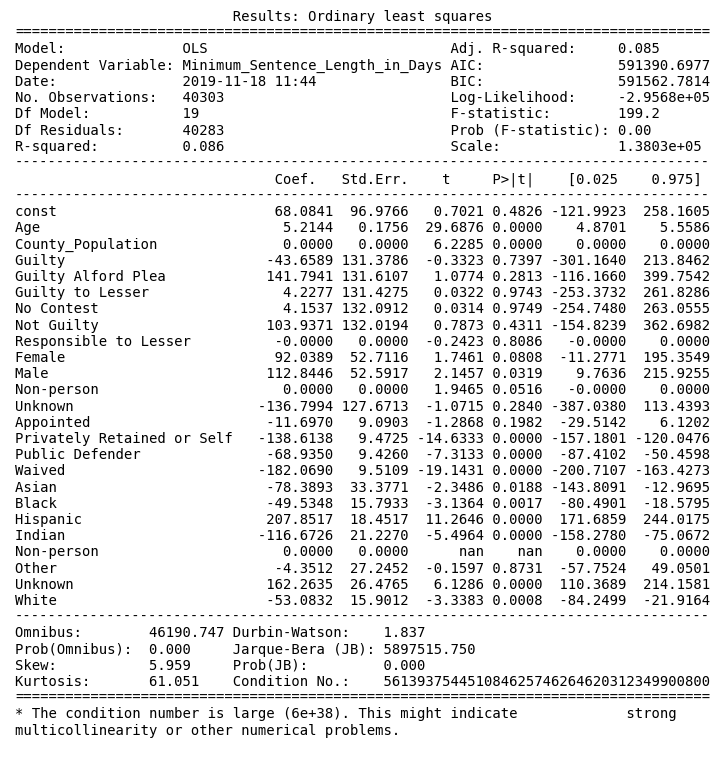 Results: Ordinary least squares
==================================================================================
Model: OLS Adj. R-squared: 0.085
Dependent Variable: Minimum_Sentence_Length_in_Days AIC: 591390.6977
Date: 2019-11-18 11:44 BIC: 591562.7814
No. Observations: 40303 Log-Likelihood: -2.9568e+05
Df Model: 19 F-statistic: 199.2
Df Residuals: 40283 Prob (F-statistic): 0.00
R-squared: 0.086 Scale: 1.3803e+05
----------------------------------------------------------------------------------
Coef. Std.Err. t P>|t| [0.025 0.975]
----------------------------------------------------------------------------------
const 68.0841 96.9766 0.7021 0.4826 -121.9923 258.1605
Age 5.2144 0.1756 29.6876 0.0000 4.8701 5.5586
County_Population 0.0000 0.0000 6.2285 0.0000 0.0000 0.0000
Guilty -43.6589 131.3786 -0.3323 0.7397 -301.1640 213.8462
Guilty Alford Plea 141.7941 131.6107 1.0774 0.2813 -116.1660 399.7542
Guilty to Lesser 4.2277 131.4275 0.0322 0.9743 -253.3732 261.8286
No Contest 4.1537 132.0912 0.0314 0.9749 -254.7480 263.0555
Not Guilty 103.9371 132.0194 0.7873 0.4311 -154.8239 362.6982
Responsible to Lesser -0.0000 0.0000 -0.2423 0.8086 -0.0000 0.0000
Female 92.0389 52.7116 1.7461 0.0808 -11.2771 195.3549
Male 112.8446 52.5917 2.1457 0.0319 9.7636 215.9255
Non-person 0.0000 0.0000 1.9465 0.0516 -0.0000 0.0000
Unknown -136.7994 127.6713 -1.0715 0.2840 -387.0380 113.4393
Appointed -11.6970 9.0903 -1.2868 0.1982 -29.5142 6.1202
Privately Retained or Self -138.6138 9.4725 -14.6333 0.0000 -157.1801 -120.0476
Public Defender -68.9350 9.4260 -7.3133 0.0000 -87.4102 -50.4598
Waived -182.0690 9.5109 -19.1431 0.0000 -200.7107 -163.4273
Asian -78.3893 33.3771 -2.3486 0.0188 -143.8091 -12.9695
Black -49.5348 15.7933 -3.1364 0.0017 -80.4901 -18.5795
Hispanic 207.8517 18.4517 11.2646 0.0000 171.6859 244.0175
Indian -116.6726 21.2270 -5.4964 0.0000 -158.2780 -75.0672
Non-person 0.0000 0.0000 nan nan 0.0000 0.0000
Other -4.3512 27.2452 -0.1597 0.8731 -57.7524 49.0501
Unknown 162.2635 26.4765 6.1286 0.0000 110.3689 214.1581
White -53.0832 15.9012 -3.3383 0.0008 -84.2499 -21.9164
----------------------------------------------------------------------------------
Omnibus: 46190.747 Durbin-Watson: 1.837
Prob(Omnibus): 0.000 Jarque-Bera (JB): 5897515.750
Skew: 5.959 Prob(JB): 0.000
Kurtosis: 61.051 Condition No.: 561393754451084625746264620312349900800
==================================================================================
* The condition number is large (6e+38). This might indicate strong
multicollinearity or other numerical problems.